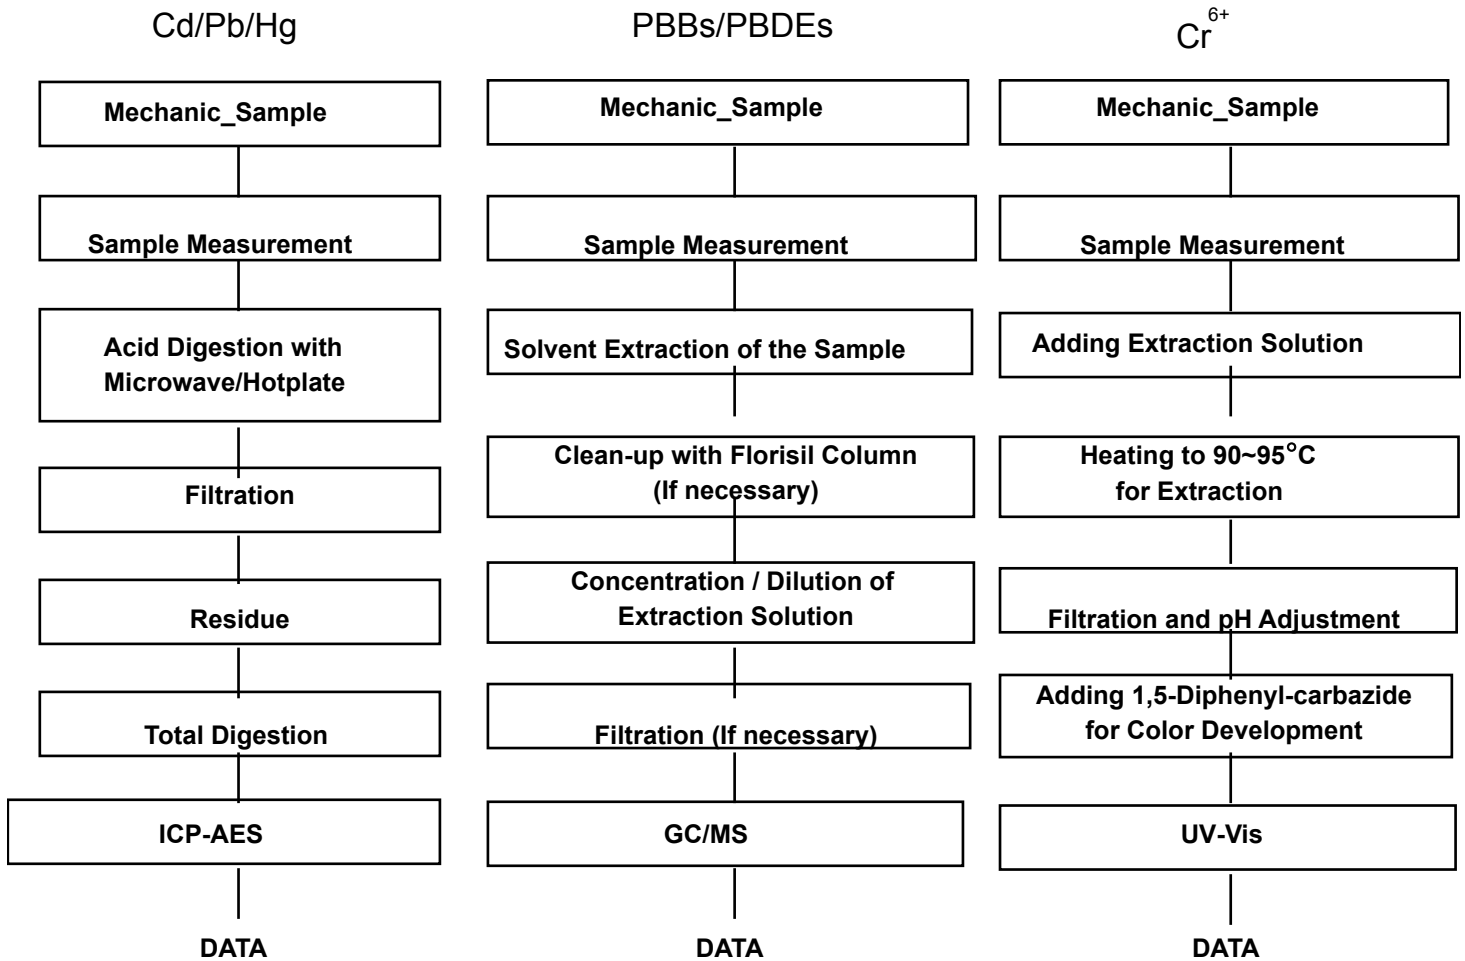 Cd/Pb/Hg
Mechanic_Sample
Sample Measurement
Acid Digestion with
Microwave/Hotplate
Filtration
Residue
Total Digestion
ICP-AES
DATA
PBBs/PBDEs
Mechanic_Sample
Sample Measurement
Solvent Extraction of the Sample
Clean-up with Florisil Column
(If necessary)
Concentration / Dilution of
Extraction Solution
Filtration (If necessary)
GC/MS
DATA
Cr6+
Mechanic_Sample
Sample Measurement
Adding Extraction Solution
Heating to 90~95°C
for Extraction
Filtration and pH Adjustment
Adding 1,5-Diphenyl-carbazide
for Color Development
UV-Vis
DATA